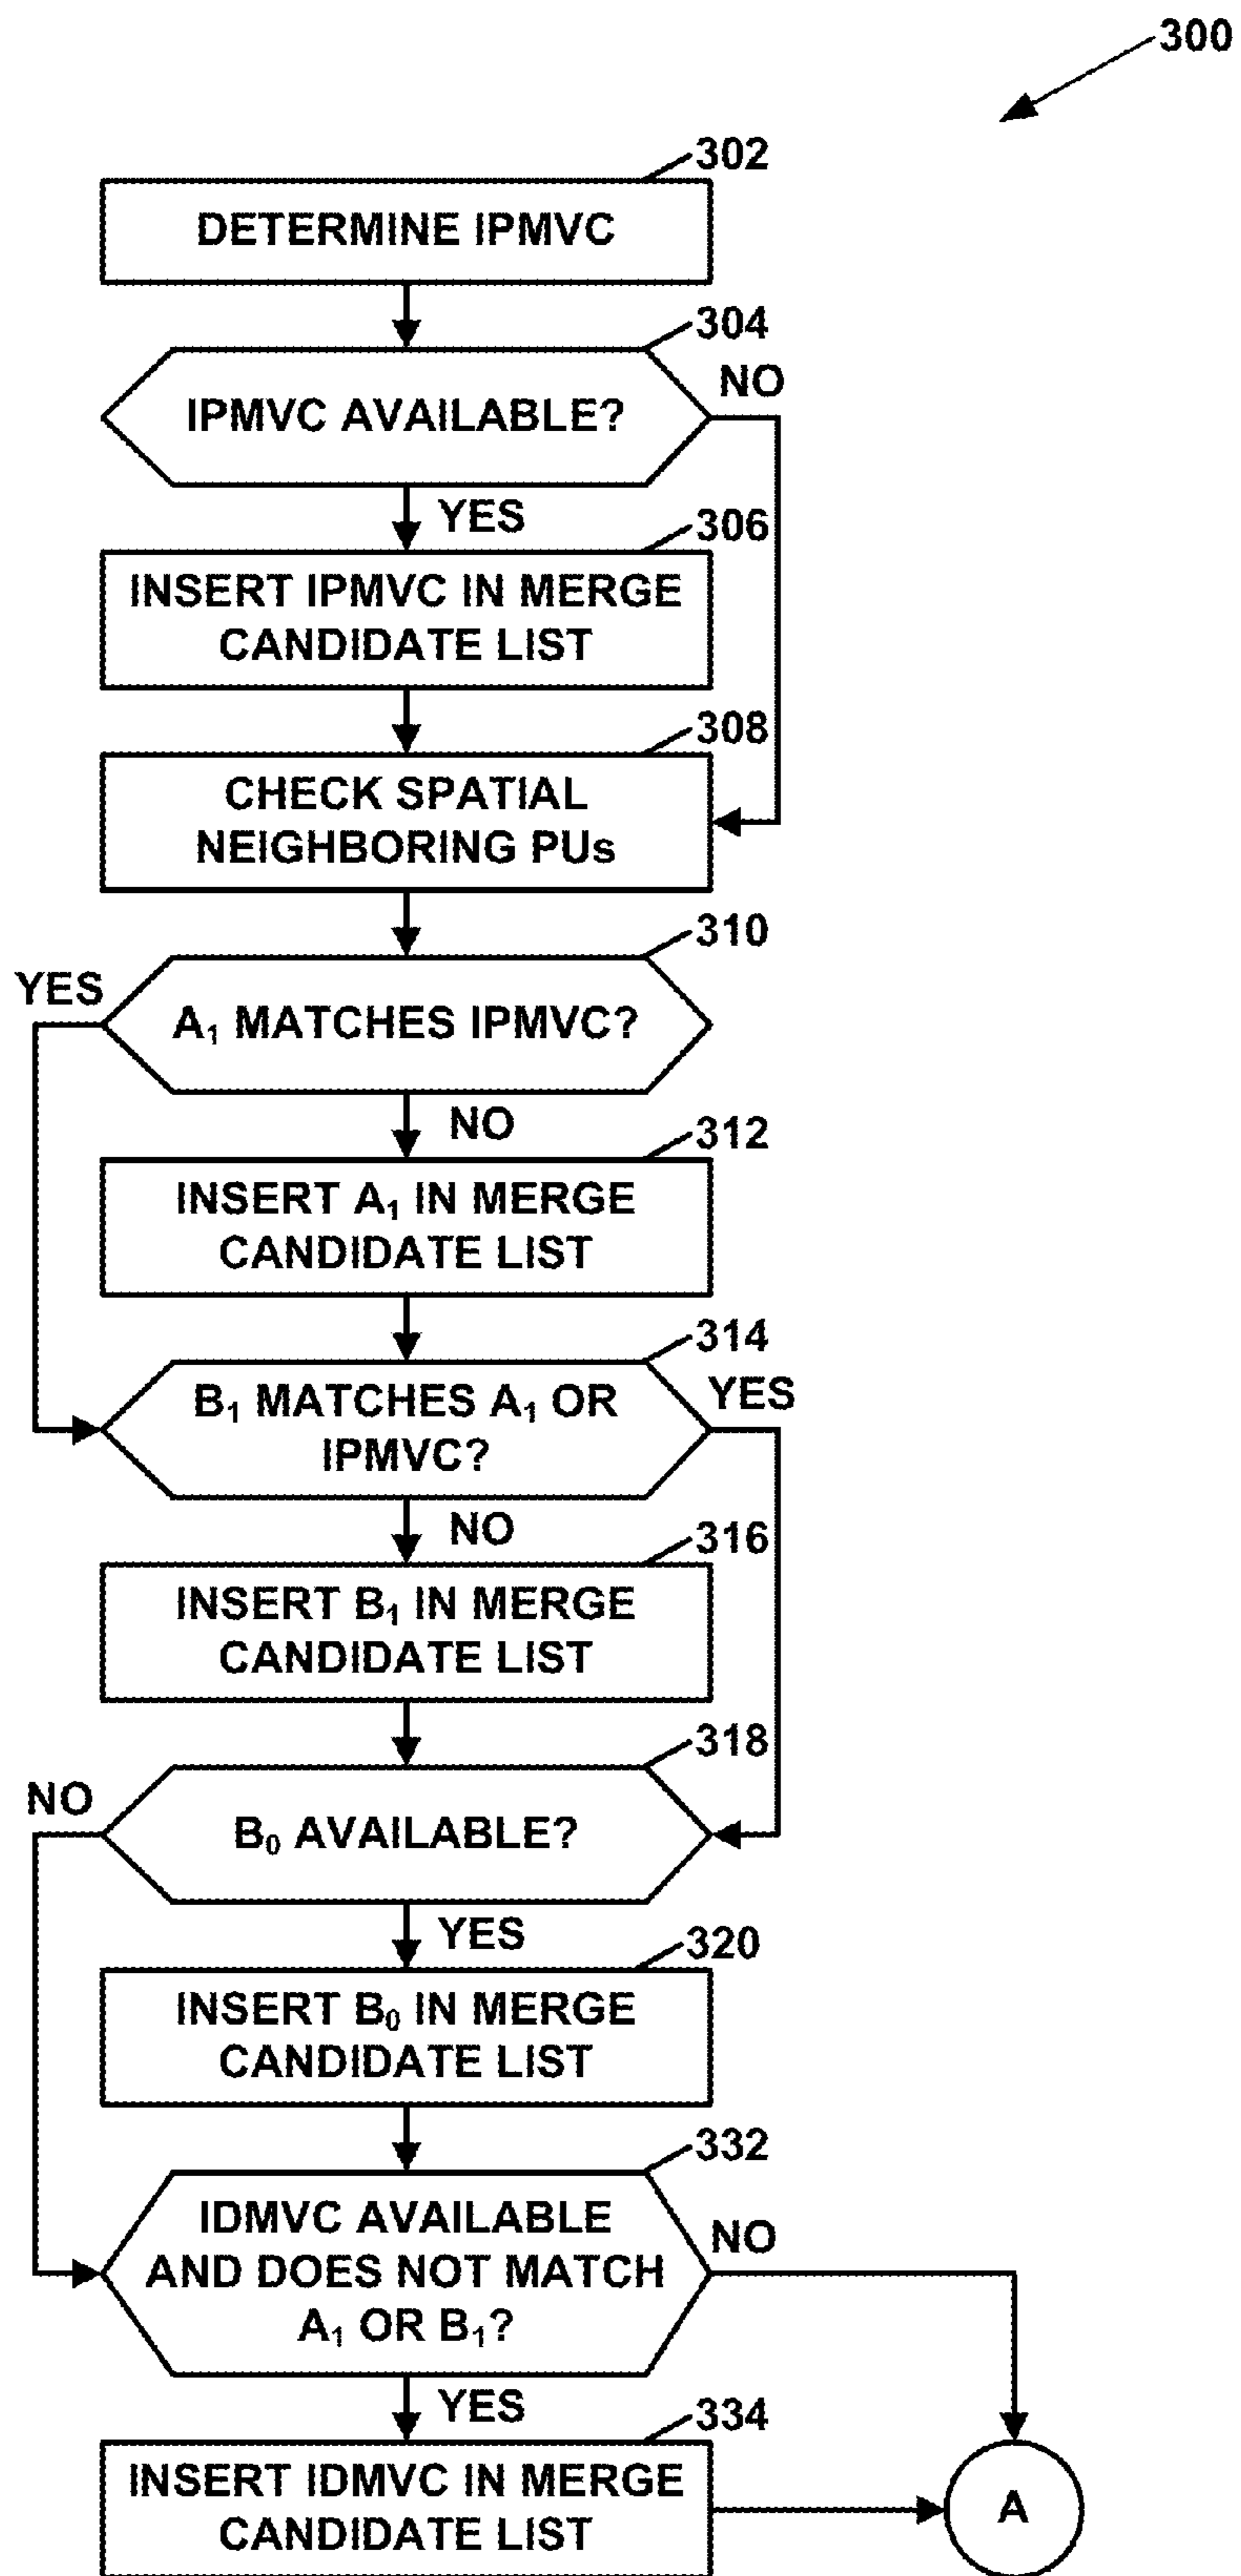 300
302
DETERMINE IPMVC
304
IPMVC AVAILABLE?
NO
YES
306
INSERT IPMVC IN MERGE
CANDIDATE LIST
308
CHECK SPATIAL
NEIGHBORING PUs
310
YES
A₁ MATCHES IPMVC?
NO
312
INSERT A₁ IN MERGE
CANDIDATE LIST
314
B₁ MATCHES A₁ OR
IPMVC?
YES
NO
316
INSERT B₁ IN MERGE
CANDIDATE LIST
318
NO
B₀ AVAILABLE?
YES
320
INSERT B₀ IN MERGE
CANDIDATE LIST
332
IDMVC AVAILABLE
AND DOES NOT MATCH
A₁ OR B₁?
NO
YES
334
INSERT IDMVC IN MERGE
CANDIDATE LIST
A